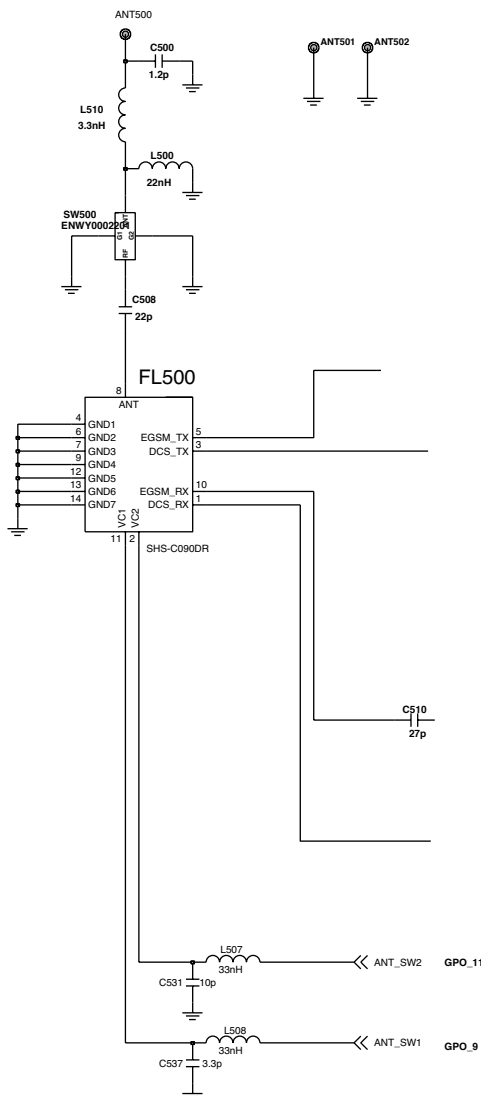 ANT500
C500
1.2p
ANT501
ANT502
L510
3.3nH
L500
22nH
SW500
ENWY0002201
ANT
G1
G2
RF
C508
22p
FL500
8
ANT
4 GND1
6 GND2
7 GND3
9 GND4
12 GND5
13 GND6
14 GND7
EGSM_TX 5
DCS_TX 3
EGSM_RX 10
DCS_RX 1
VC1
VC2
11 2
SHS-C090DR
C510
27p
L507
33nH
C531 10p
ANT_SW2 GPO_11
L508
33nH
C537 3.3p
ANT_SW1 GPO_9